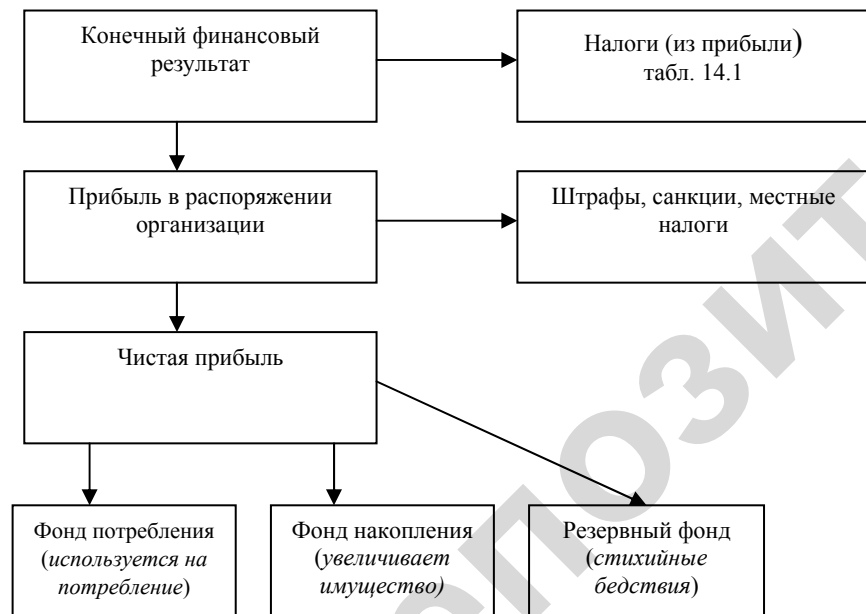 Конечный финансовый
результат
Налоги (из прибыли)
табл. 14.1
Прибыль в распоряжении
организации
Штрафы, санкции, местные
налоги
Чистая прибыль
Фонд потребления
(используется на
потребление)
Фонд накопления
(увеличивает
имущество)
Резервный фонд
(стихийные
бедствия)